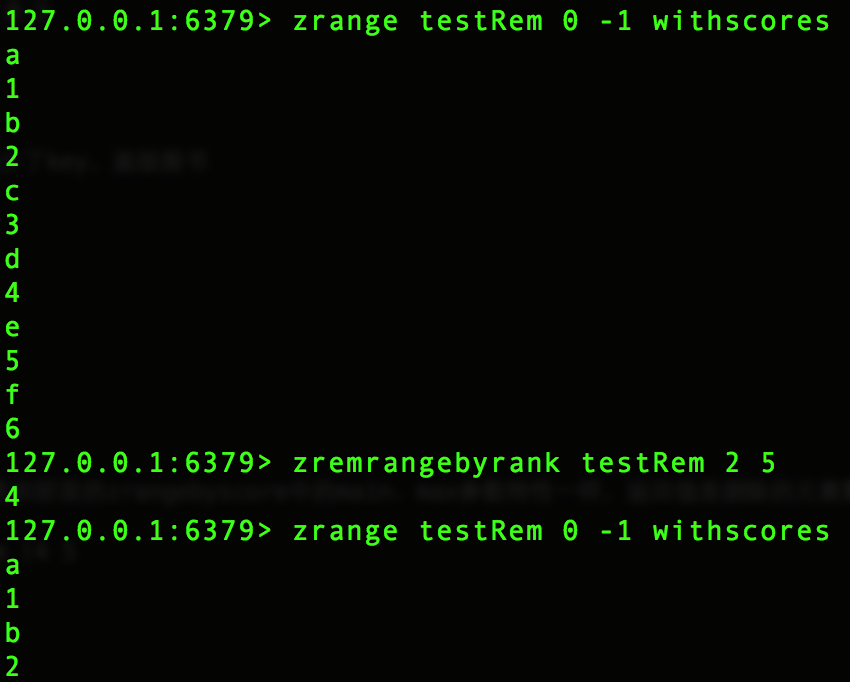 127.0.0.1:6379> zrange testRem 0 -1 withscores
a
1
b
2
c
3
d
4
e
5
f
6
127.0.0.1:6379> zremrangebyrank testRem 2 5
4
127.0.0.1:6379> zrange testRem 0 -1 withscores
a
1
b
2